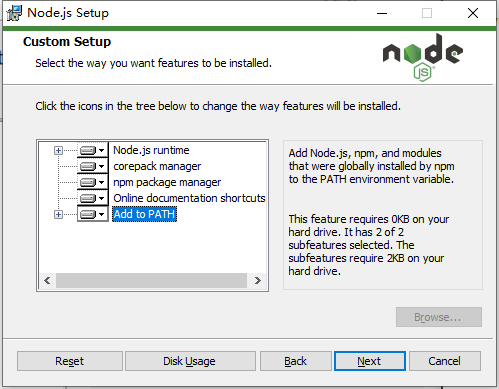 Node.js Setup
Custom Setup
Select the way you want features to be installed.
node
JS
Click the icons in the tree below to change the way features will be installed.
Node.js runtime
corepack manager
npm package manager
Online documentation shortcuts
Add to PATH
Add Node.js, npm, and modules
that were globally installed by npm
to the PATH environment variable.
This feature requires 0KB on your
hard drive. It has 2 of 2
subfeatures selected. The
subfeatures require 2KB on your
hard drive.
Browse...
Reset
Disk Usage
Back
Next
Cancel